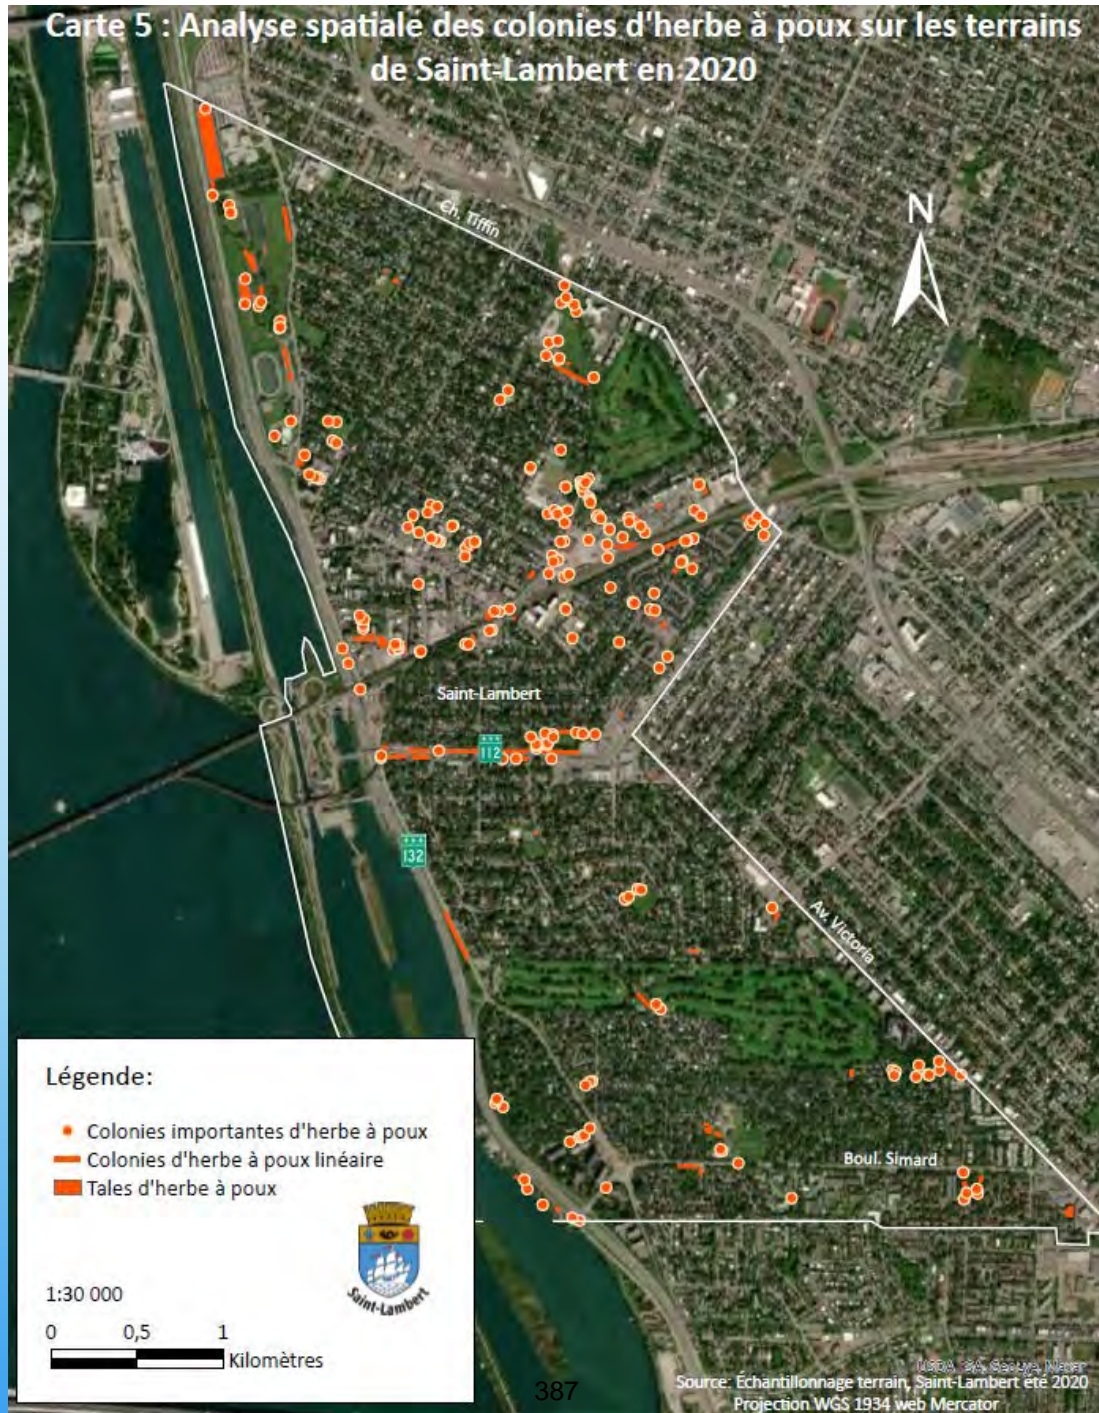 Carte 5 : Analyse spatiale des colonies d'herbe à poux sur les terrains
de Saint-Lambert en 2020
N
Ch. Tiffin
Saint-Lambert
112
132
Av. Victoria
Boul. Simard
Légende:
Colonies importantes d'herbe à poux
Colonies d'herbe à poux linéaire
Tales d'herbe à poux
Saint-Lambert
1:30 000
0 0,5 1
Kilomètres
387
Source: Échantillonnage terrain, Saint-Lambert été 2020
Projection WGS 1934 web Mercator